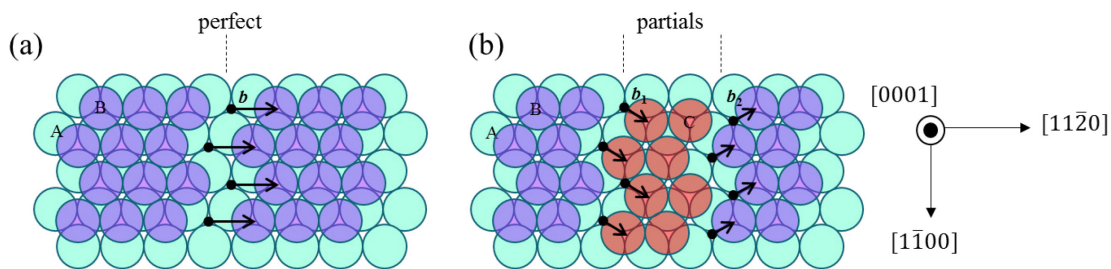 perfect
partials
(a)
(b)
b
b₁
b₂
B
A
B
A
C
[0001]
[112̄0]
[11̄00]